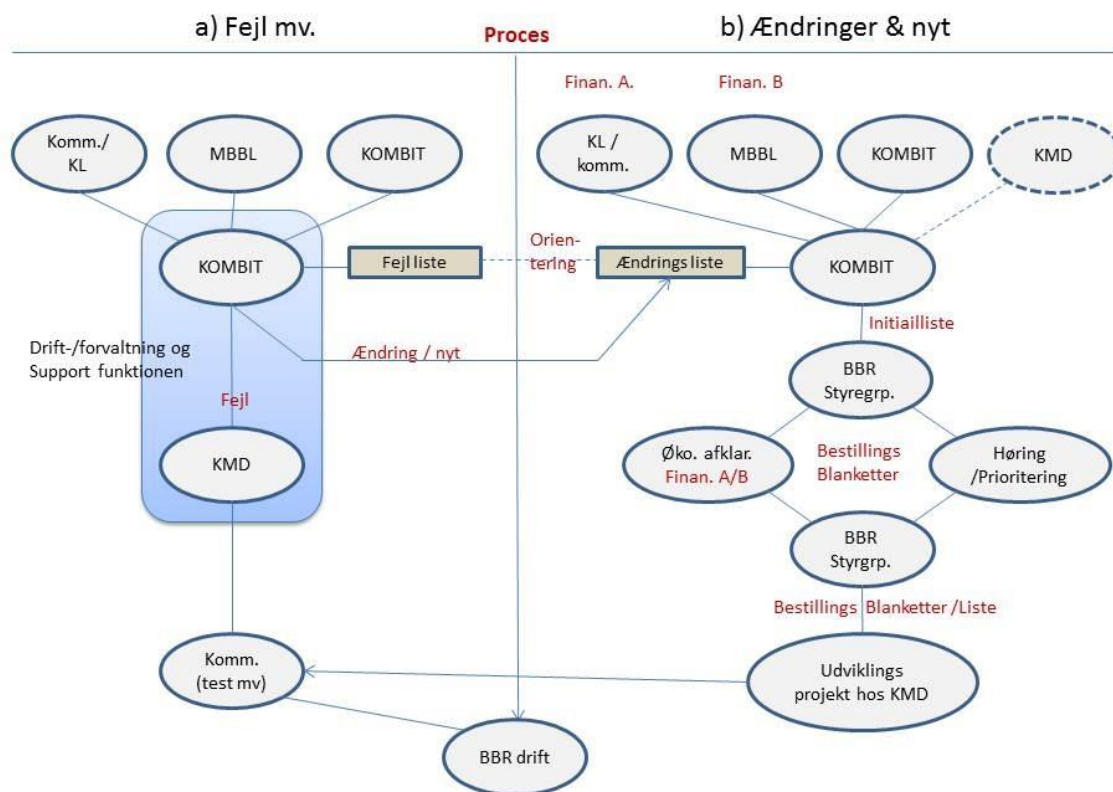 a) Fejl mv.
Proces
b) Ændringer & nyt
Finan. A.
Finan. B
Komm./
KL
MBBL
KOMBIT
KL /
komm.
MBBL
KOMBIT
KMD
KOMBIT
Fejl liste
Orien-
tering
Ændrings liste
KOMBIT
Initailliste
Drift-/forvaltning og
Support funktionen
Ændring / nyt
Fejl
BBR
Styregrp.
KMD
Øko. afklar.
Finan. A/B
Bestillings
Blanketter
Høring
/Prioritering
BBR
Styrgrp.
Bestillings Blanketter /Liste
Komm.
(test mv)
Udviklings
projekt hos KMD
BBR drift